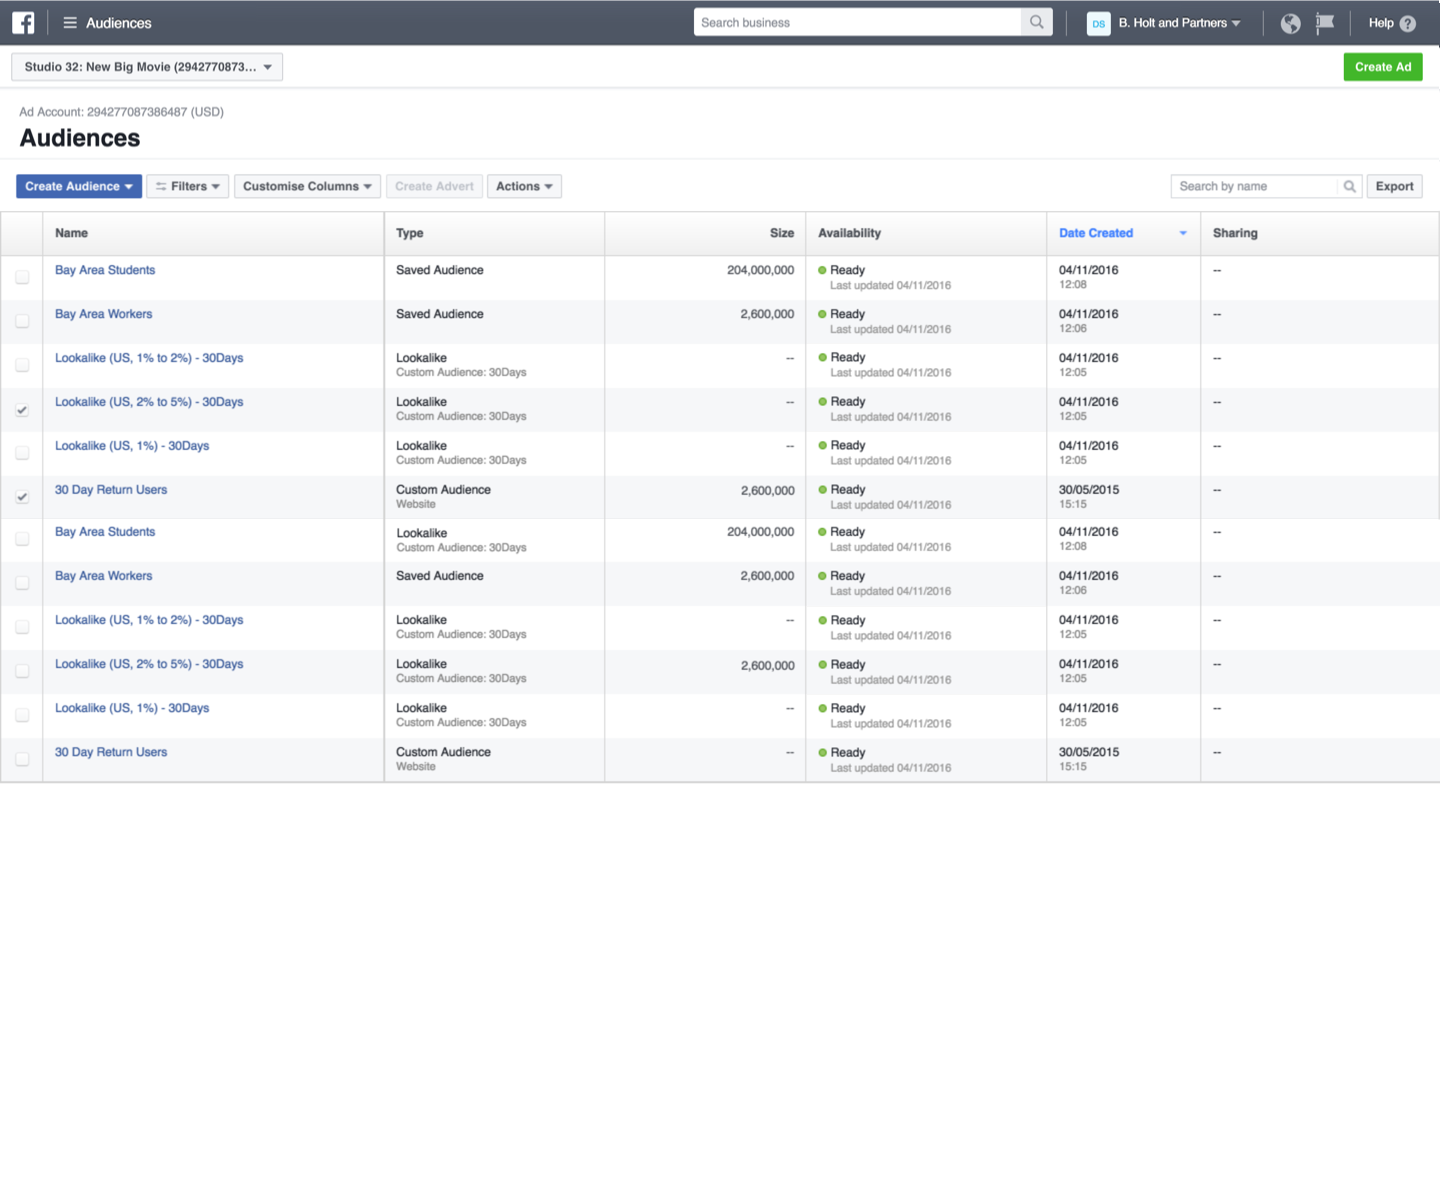 Audiences
Search business
DS B. Holt and Partners
Help ?
Studio 32: New Big Movie (2942770873...
Create Ad
Ad Account: 294277087386487 (USD)
Audiences
Create Audience Filters Customise Columns Create Advert Actions Search by name Export
Name Type Size Availability Date Created Sharing
Bay Area Students Saved Audience 204,000,000 Ready 04/11/2016 --
Last updated 04/11/2016 12:08
Bay Area Workers Saved Audience 2,600,000 Ready 04/11/2016 --
Last updated 04/11/2016 12:06
Lookalike (US, 1% to 2%) - 30Days Lookalike -- Ready 04/11/2016 --
Custom Audience: 30Days Last updated 04/11/2016 12:05
Lookalike (US, 2% to 5%) - 30Days Lookalike -- Ready 04/11/2016 --
Custom Audience: 30Days Last updated 04/11/2016 12:05
Lookalike (US, 1%) - 30Days Lookalike -- Ready 04/11/2016 --
Custom Audience: 30Days Last updated 04/11/2016 12:05
30 Day Return Users Custom Audience 2,600,000 Ready 30/05/2015 --
Website Last updated 04/11/2016 15:15
Bay Area Students Lookalike 204,000,000 Ready 04/11/2016 --
Custom Audience: 30Days Last updated 04/11/2016 12:08
Bay Area Workers Saved Audience 2,600,000 Ready 04/11/2016 --
Last updated 04/11/2016 12:06
Lookalike (US, 1% to 2%) - 30Days Lookalike -- Ready 04/11/2016 --
Custom Audience: 30Days Last updated 04/11/2016 12:05
Lookalike (US, 2% to 5%) - 30Days Lookalike 2,600,000 Ready 04/11/2016 --
Custom Audience: 30Days Last updated 04/11/2016 12:05
Lookalike (US, 1%) - 30Days Lookalike -- Ready 04/11/2016 --
Custom Audience: 30Days Last updated 04/11/2016 12:05
30 Day Return Users Custom Audience -- Ready 30/05/2015 --
Website Last updated 04/11/2016 15:15